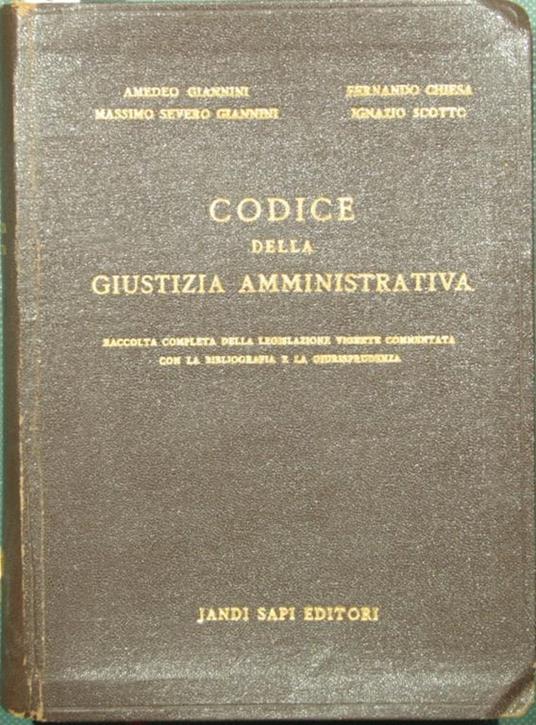 AMEDEO GIANNINI FERNANDO CHIESA
MASSIMO SEVERO GIANNINI IGNAZIO SCOTTO
CODICE
DELLA
GIUSTIZIA AMMINISTRATIVA
RACCOLTA COMPLETA DELLA LEGISLAZIONE VIGENTE COMMENTATA
CON LA BIBLIOGRAFIA E LA GIURISPRUDENZA
JANDI SAPI EDITORI